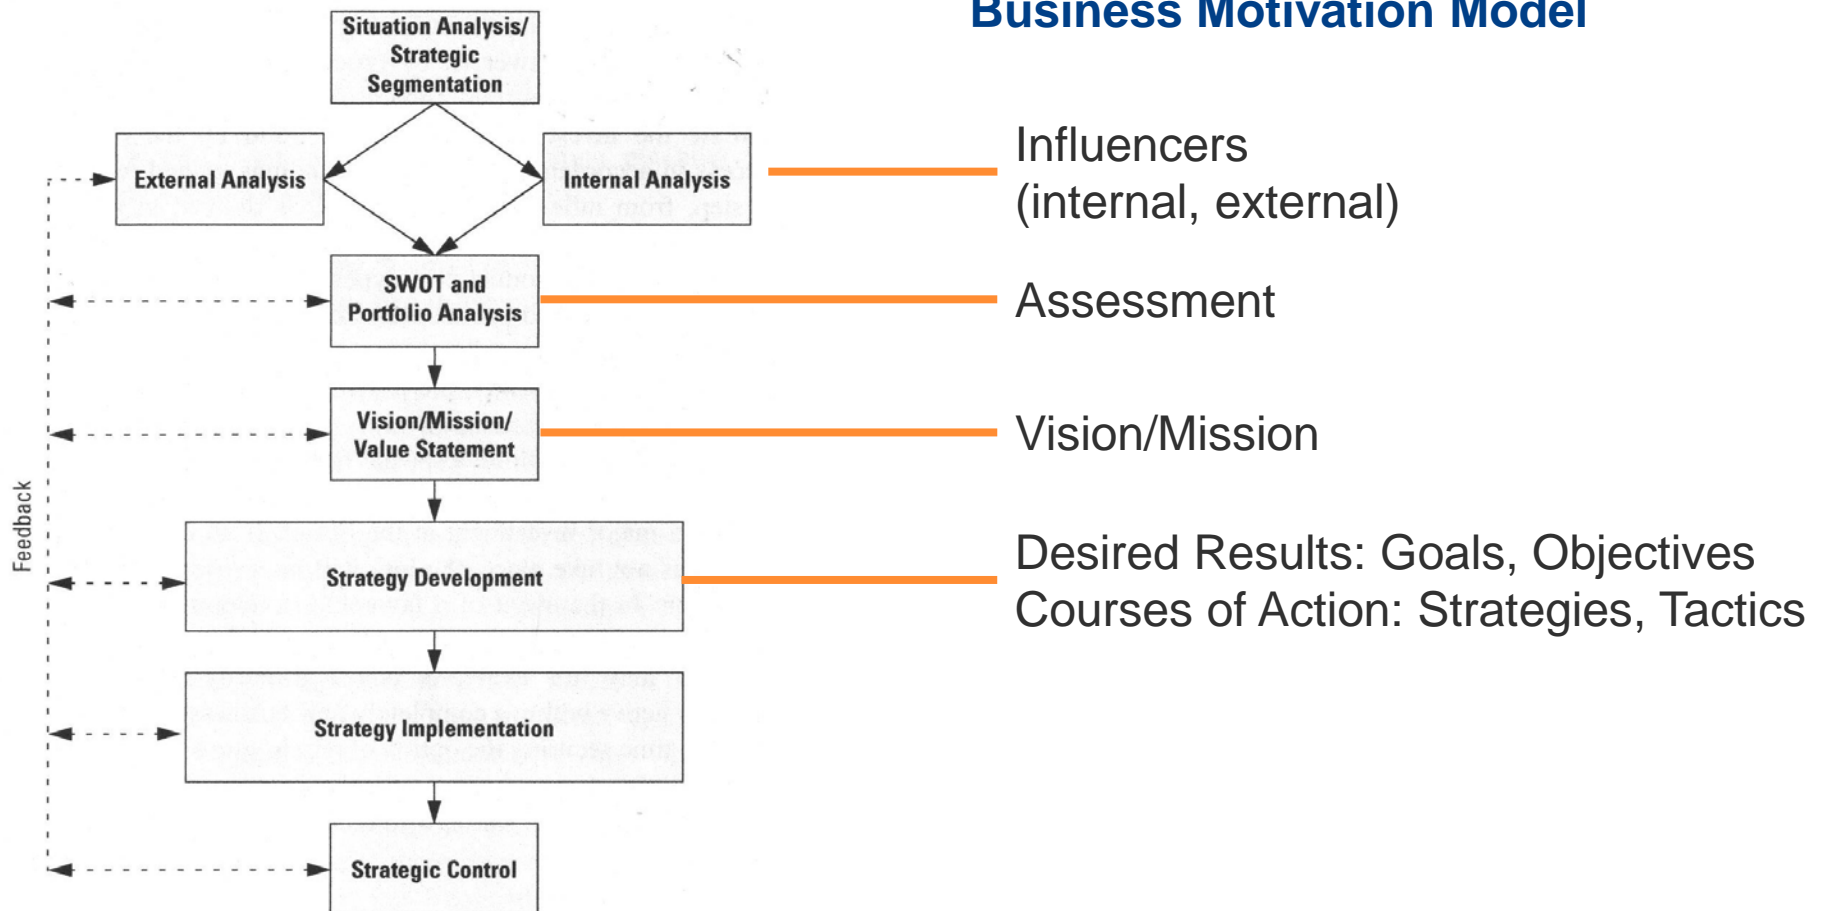 Business Motivation Model
Situation Analysis/
Strategic
Segmentation
External Analysis
Internal Analysis
Influencers
(internal, external)
SWOT and
Portfolio Analysis
Assessment
Vision/Mission/
Value Statement
Vision/Mission
Feedback
Strategy Development
Desired Results: Goals, Objectives
Courses of Action: Strategies, Tactics
Strategy Implementation
Strategic Control